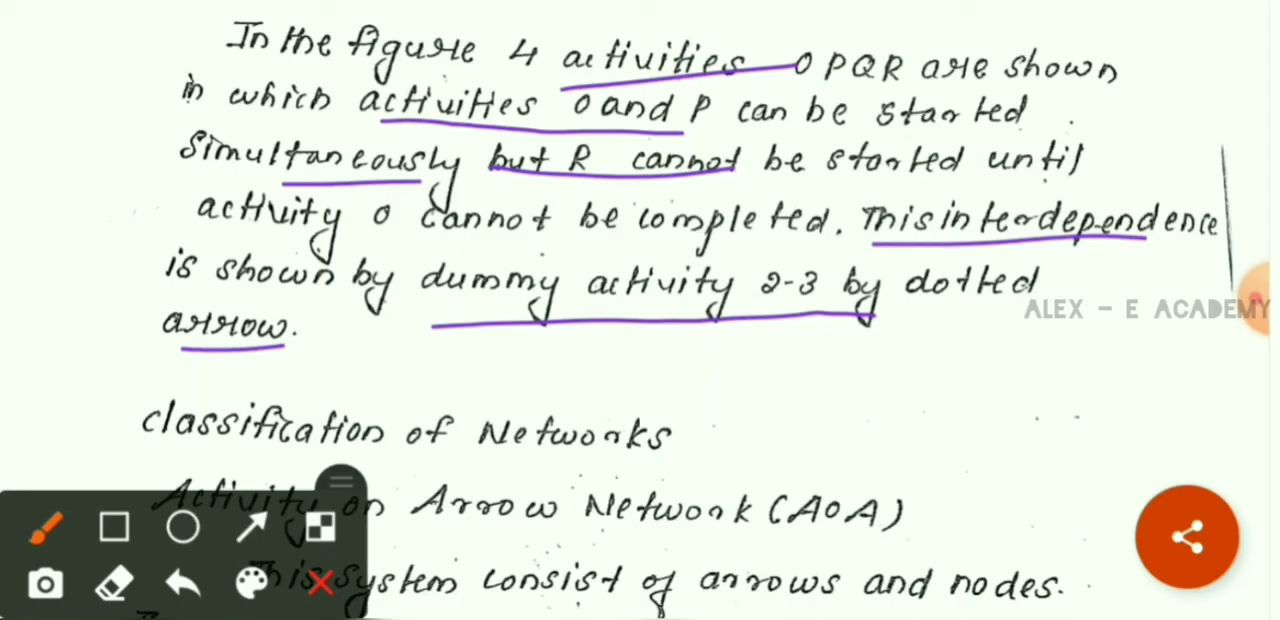 In the figure 4 activities O P Q R are shown
in which activities O and P can be started
simultaneously but R cannot be started until
activity O cannot be completed. This interdependence
is shown by dummy activity 2-3 by dotted
arrow.
ALEX - E ACADEMY
classification of Networks
Activity on Arrow Network (AOA)
This system consist of arrows and nodes.